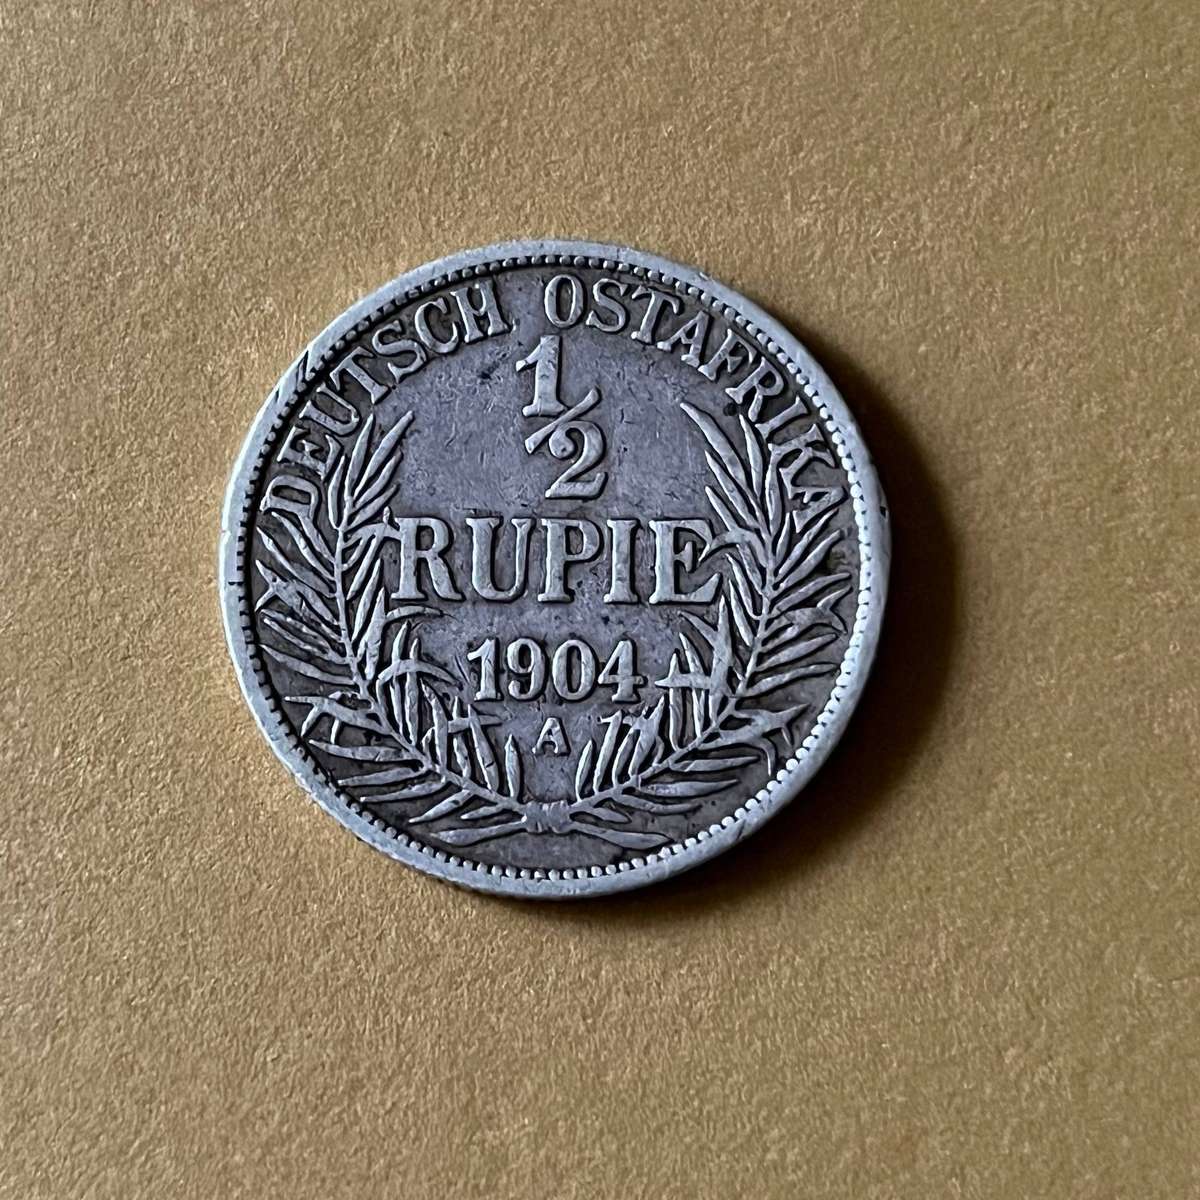 DEUTSCH OSTAFRIKA
1/2
RUPIE
1904
A